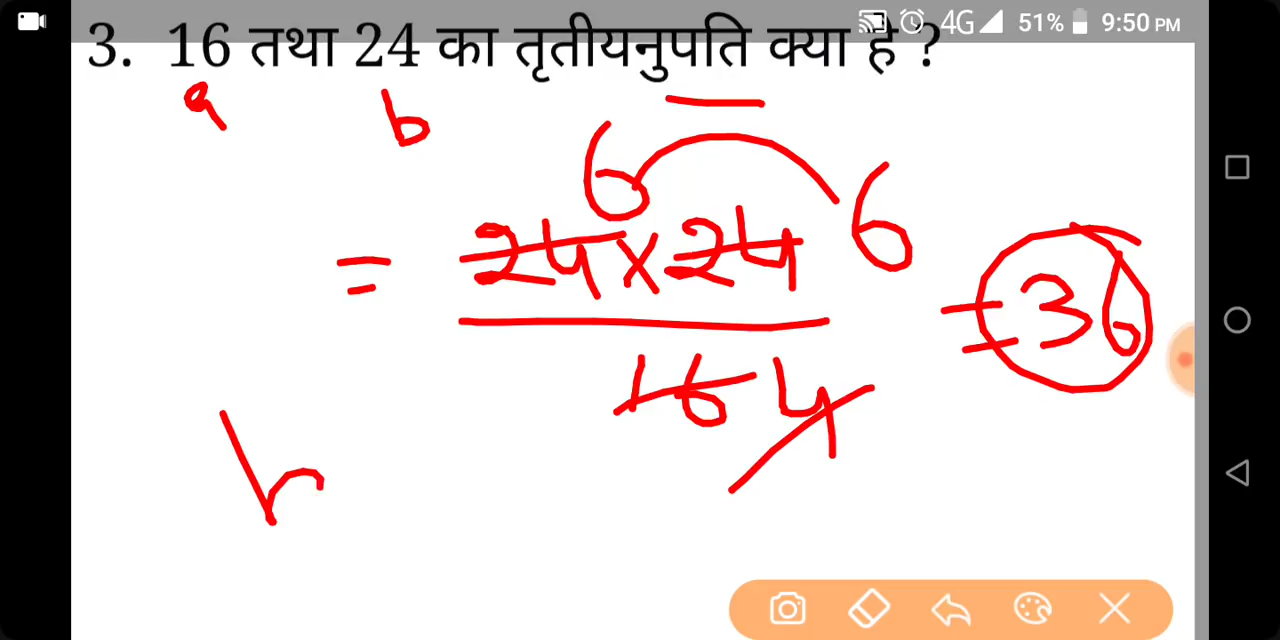 4G 51% 9:50 PM
3. 16 तथा 24 का तृतीयनुपति क्या है ?
a b
6 6
= 24 x 24 = 36
16 4